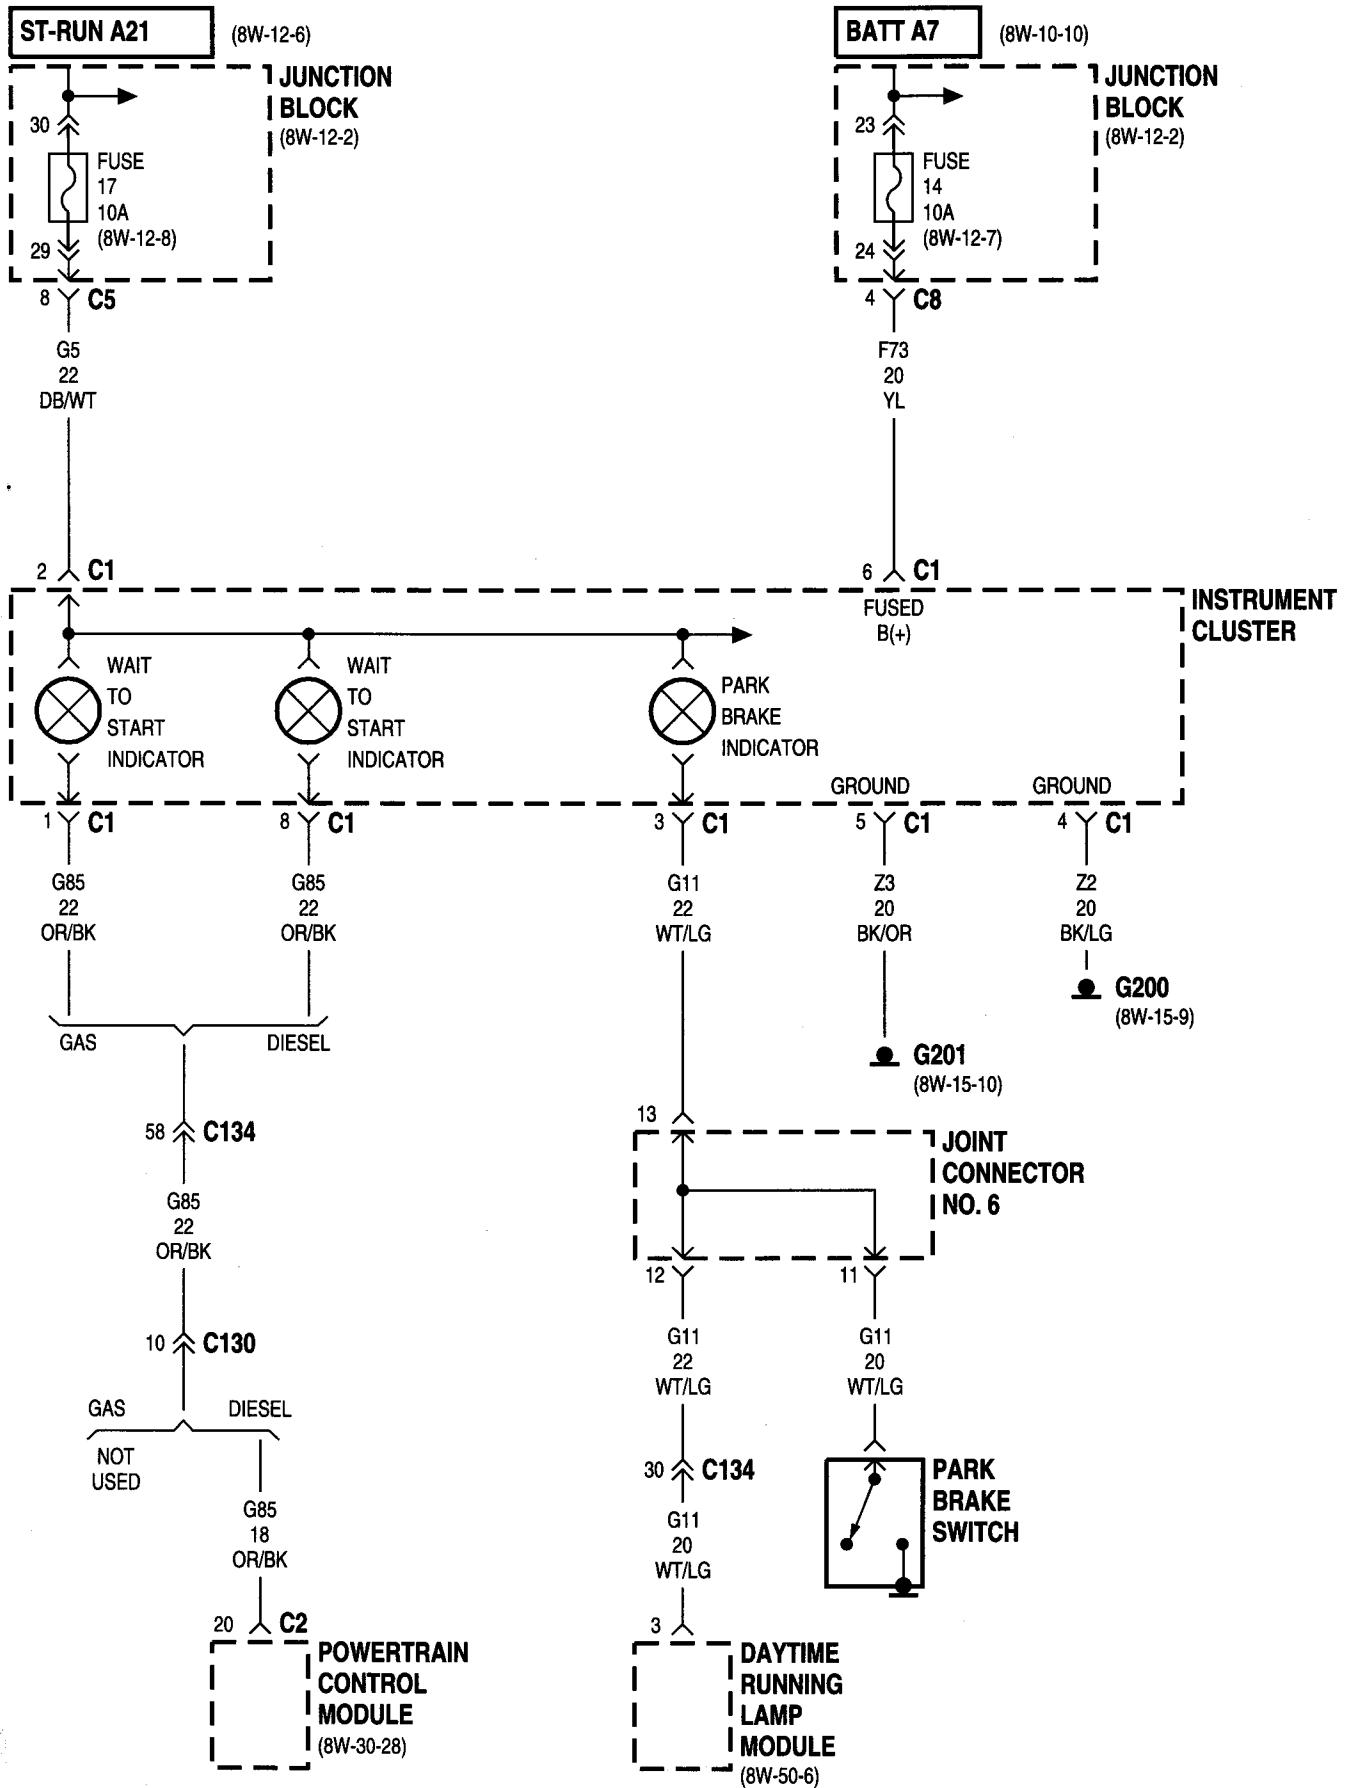 ST-RUN A21 (8W-12-6)
BATT A7 (8W-10-10)
JUNCTION
BLOCK
(8W-12-2)
30
FUSE
17
10A
(8W-12-8)
29
8 C5
G5
22
DB/WT
JUNCTION
BLOCK
(8W-12-2)
23
FUSE
14
10A
(8W-12-7)
24
4 C8
F73
20
YL
2 C1
6 C1
FUSED
B(+)
INSTRUMENT
CLUSTER
WAIT
TO
START
INDICATOR
WAIT
TO
START
INDICATOR
PARK
BRAKE
INDICATOR
GROUND
GROUND
1 C1
8 C1
3 C1
5 C1
4 C1
G85
22
OR/BK
G85
22
OR/BK
G11
22
WT/LG
Z3
20
BK/OR
Z2
20
BK/LG
G200
(8W-15-9)
GAS
DIESEL
G201
(8W-15-10)
58 C134
G85
22
OR/BK
10 C130
GAS
DIESEL
NOT
USED
G85
18
OR/BK
20 C2
POWERTRAIN
CONTROL
MODULE
(8W-30-28)
13
JOINT
CONNECTOR
NO. 6
12
11
G11
22
WT/LG
G11
20
WT/LG
30 C134
G11
20
WT/LG
PARK
BRAKE
SWITCH
3
DAYTIME
RUNNING
LAMP
MODULE
(8W-50-6)